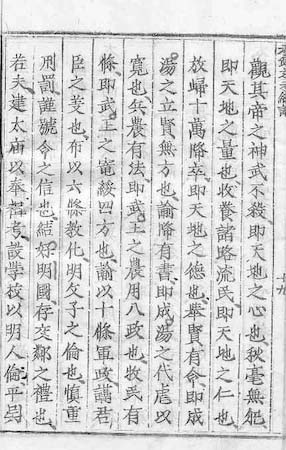 觀其帝之神武不殺即天地之心也秋毫無犯
即天地之量也收養諸路流民即天地之仁也
放歸十萬降卒即天地之德也舉賢有命即成
湯之立賢無方也諭降有書即成湯之代虐以
寬也兵農有法即武王之農用八政也牧民有
條即武王之寵綏四方也諭以十條軍政講君
臣之義也布以六條教化明父子之倫也慎重
刑罰謹號令之信也結好明國存交鄰之禮也
若夫建太庙以奉祖考設學校以明人倫平
十九